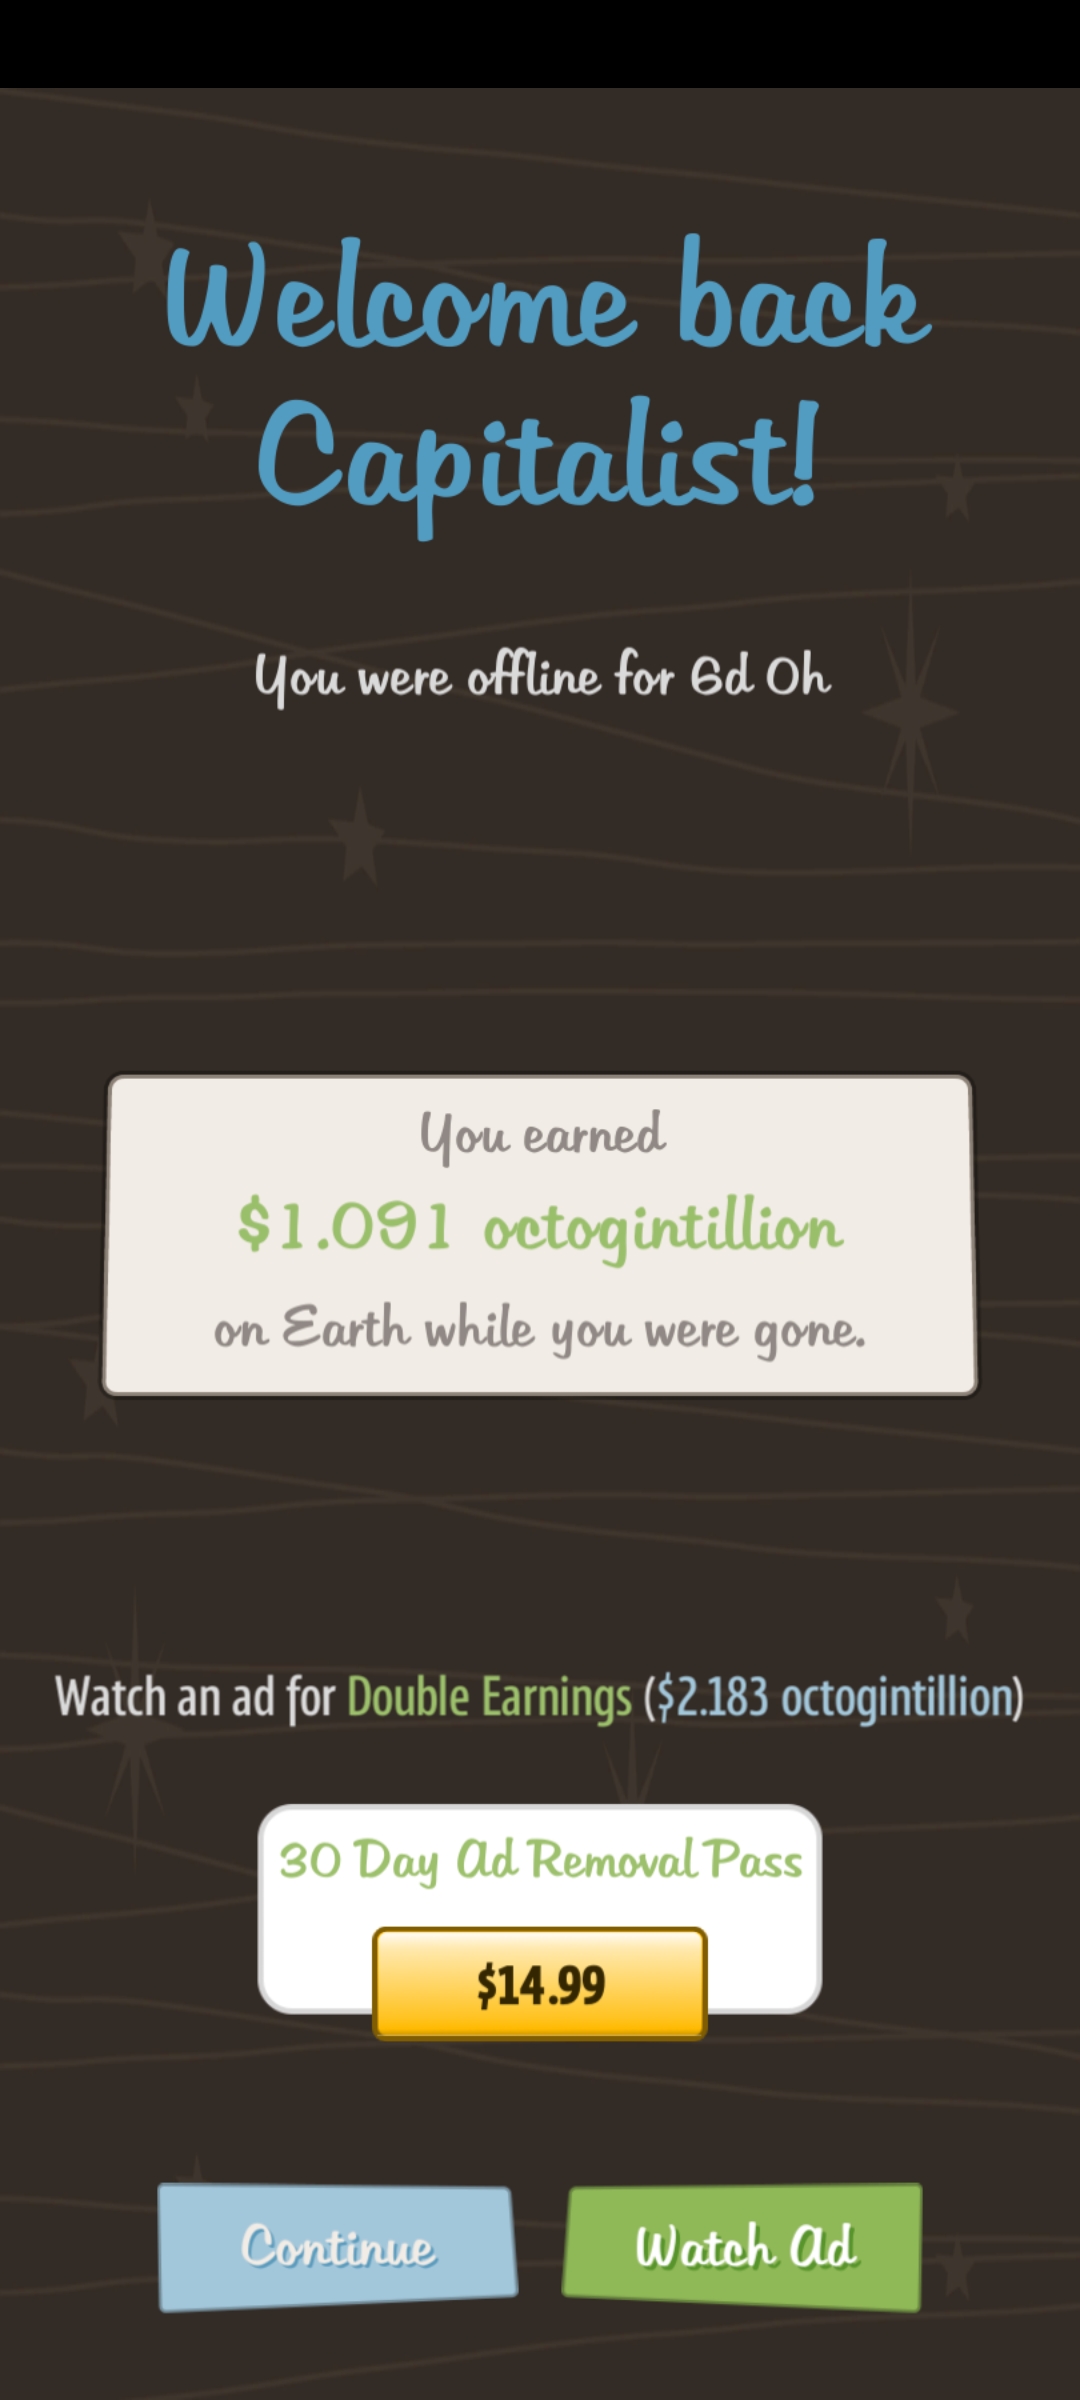 Welcome back
Capitalist!
You were offline for 6d 0h
You earned
$1.091 octogintillion
on Earth while you were gone.
Watch an ad for Double Earnings ($2.183 octogintillion)
30 Day Ad Removal Pass
$14.99
Continue
Watch Ad